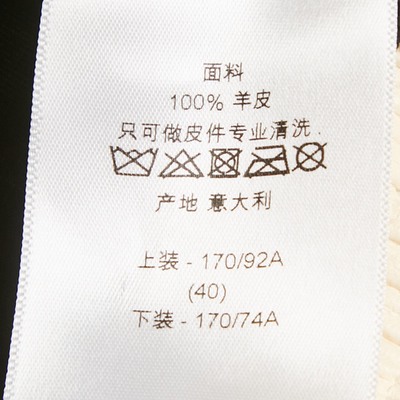 面料
100% 羊皮
只可做皮件专业清洗.
产地 意大利
上装 - 170/92A
(40)
下装 - 170/74A